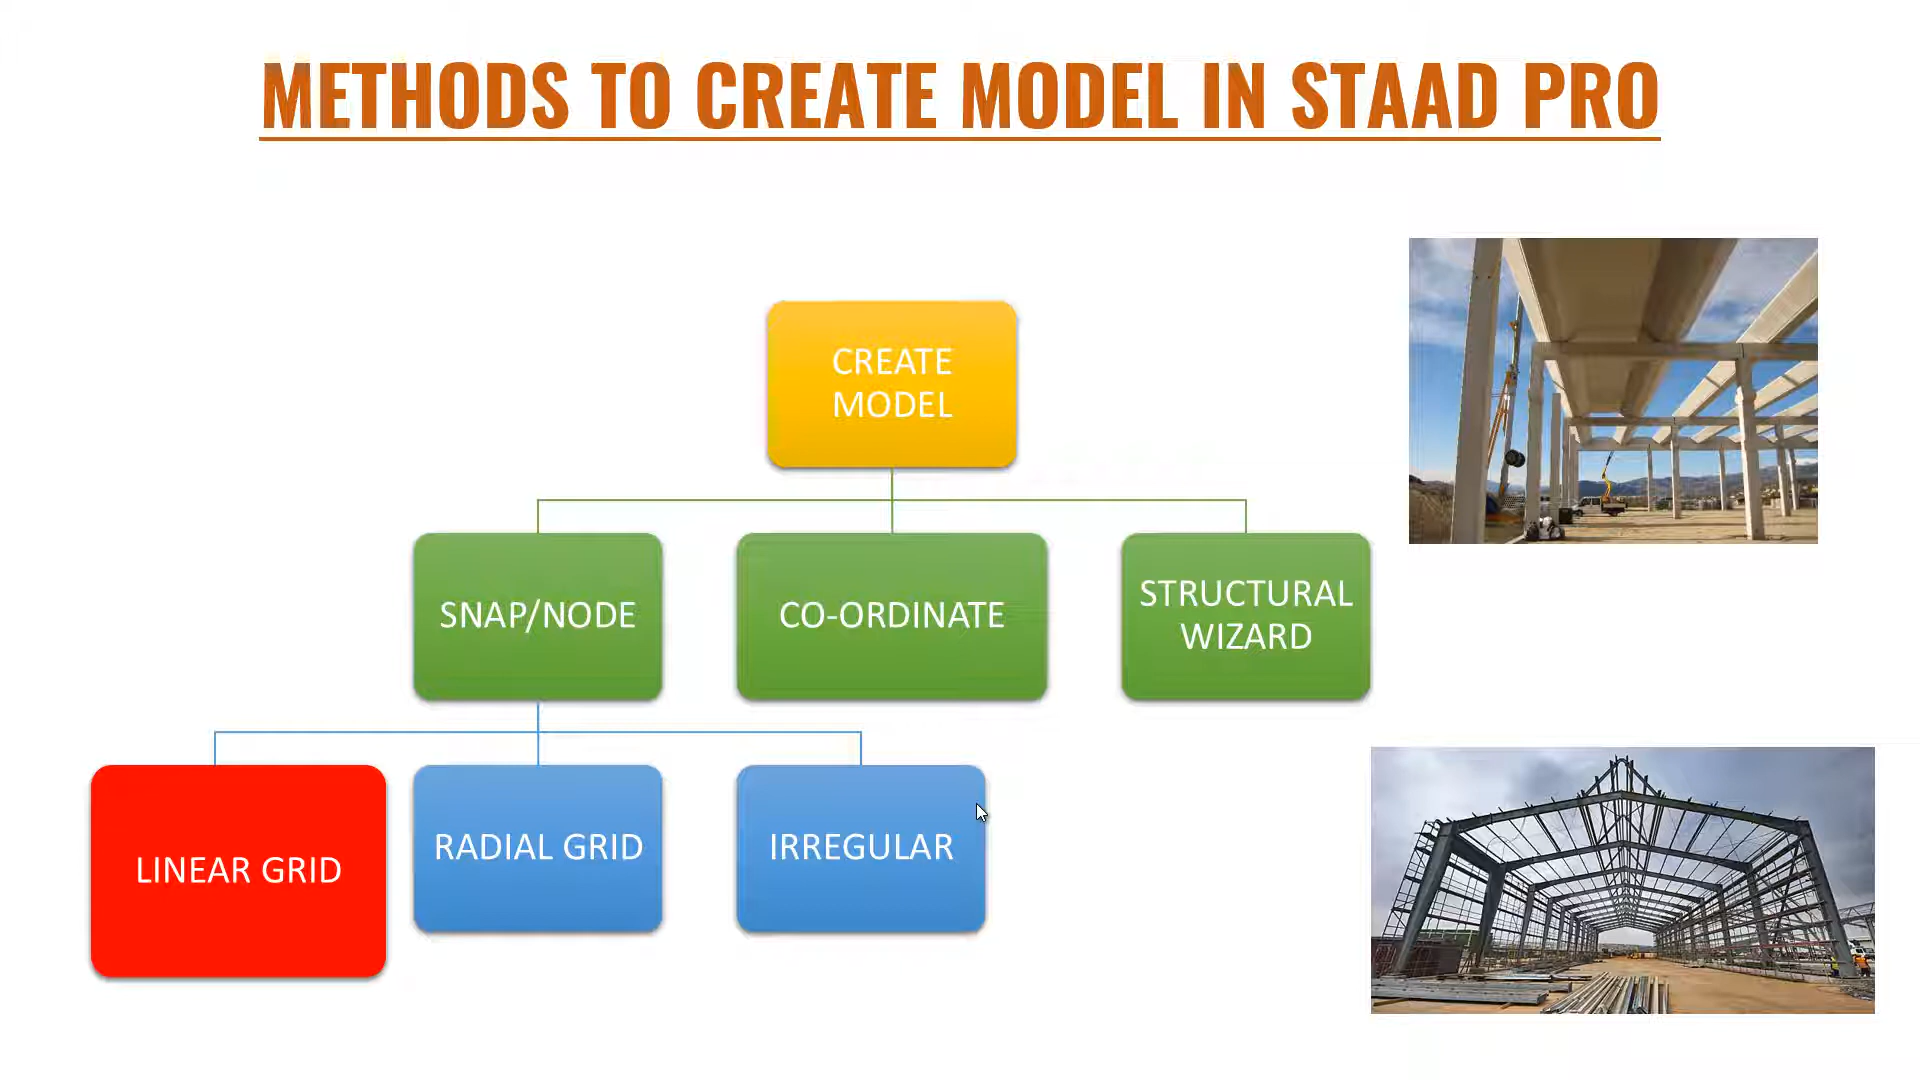 METHODS TO CREATE MODEL IN STAAD PRO
CREATE
MODEL
SNAP/NODE
CO-ORDINATE
STRUCTURAL
WIZARD
LINEAR GRID
RADIAL GRID
IRREGULAR